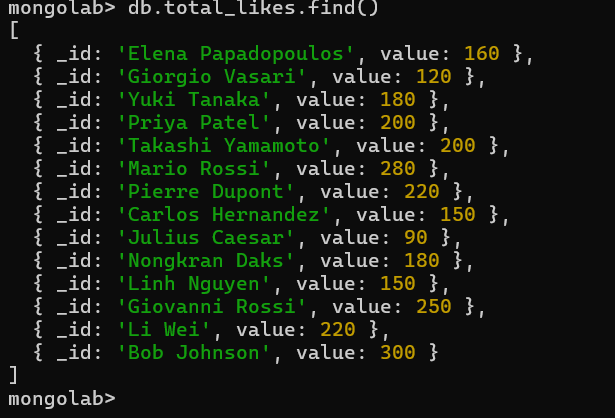 mongolab> db.total_likes.find()
[
  { _id: 'Elena Papadopoulos', value: 160 },
  { _id: 'Giorgio Vasari', value: 120 },
  { _id: 'Yuki Tanaka', value: 180 },
  { _id: 'Priya Patel', value: 200 },
  { _id: 'Takashi Yamamoto', value: 200 },
  { _id: 'Mario Rossi', value: 280 },
  { _id: 'Pierre Dupont', value: 220 },
  { _id: 'Carlos Hernandez', value: 150 },
  { _id: 'Julius Caesar', value: 90 },
  { _id: 'Nongkran Daks', value: 180 },
  { _id: 'Linh Nguyen', value: 150 },
  { _id: 'Giovanni Rossi', value: 250 },
  { _id: 'Li Wei', value: 220 },
  { _id: 'Bob Johnson', value: 300 }
]
mongolab>